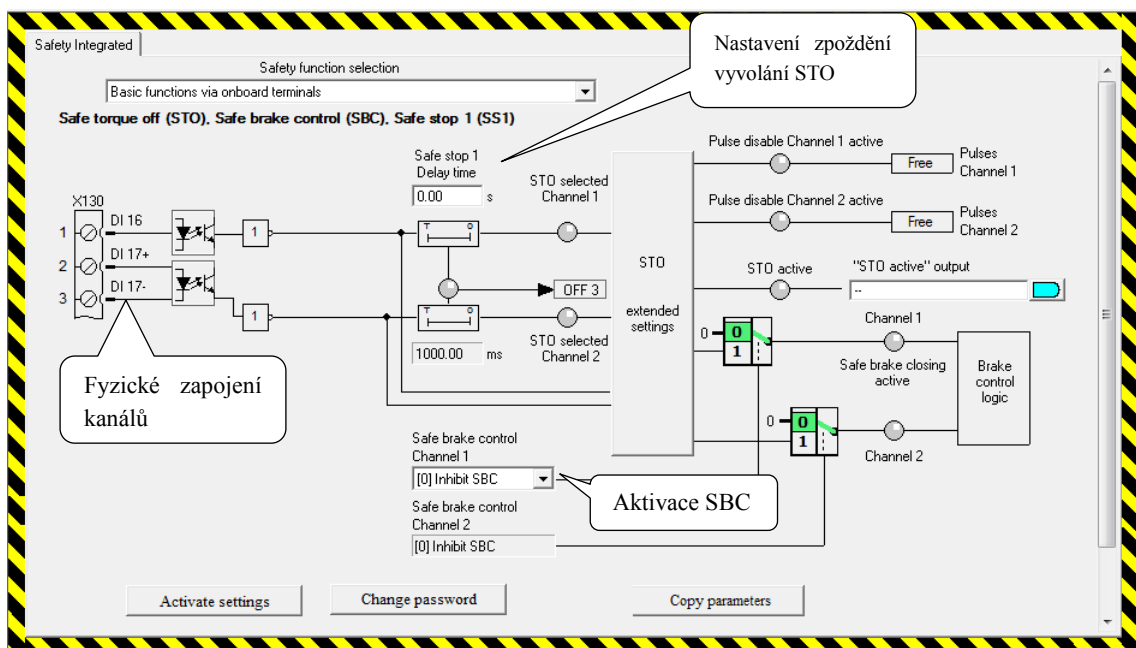 Safety Integrated
Nastavení zpoždění
vyvolání STO
Safety function selection
Basic functions via onboard terminals
Safe torque off (STO), Safe brake control (SBC), Safe stop 1 (SS1)
Safe stop 1
Delay time
0.00 s
STO selected
Channel 1
Pulse disable Channel 1 active
Free
Pulses
Channel 1
Pulse disable Channel 2 active
Free
Pulses
Channel 2
X130
1
DI 16
1
2
DI 17+
3
DI 17-
1
T 0
OFF 3
T 0
STO selected
Channel 2
1000.00 ms
STO
extended
settings
STO active
"STO active" output
--
0
0
1
Channel 1
Safe brake closing
active
Brake
control
logic
0
0
1
Channel 2
Fyzické zapojení
kanálů
Safe brake control
Channel 1
[0] Inhibit SBC
Aktivace SBC
Safe brake control
Channel 2
[0] Inhibit SBC
Activate settings
Change password
Copy parameters